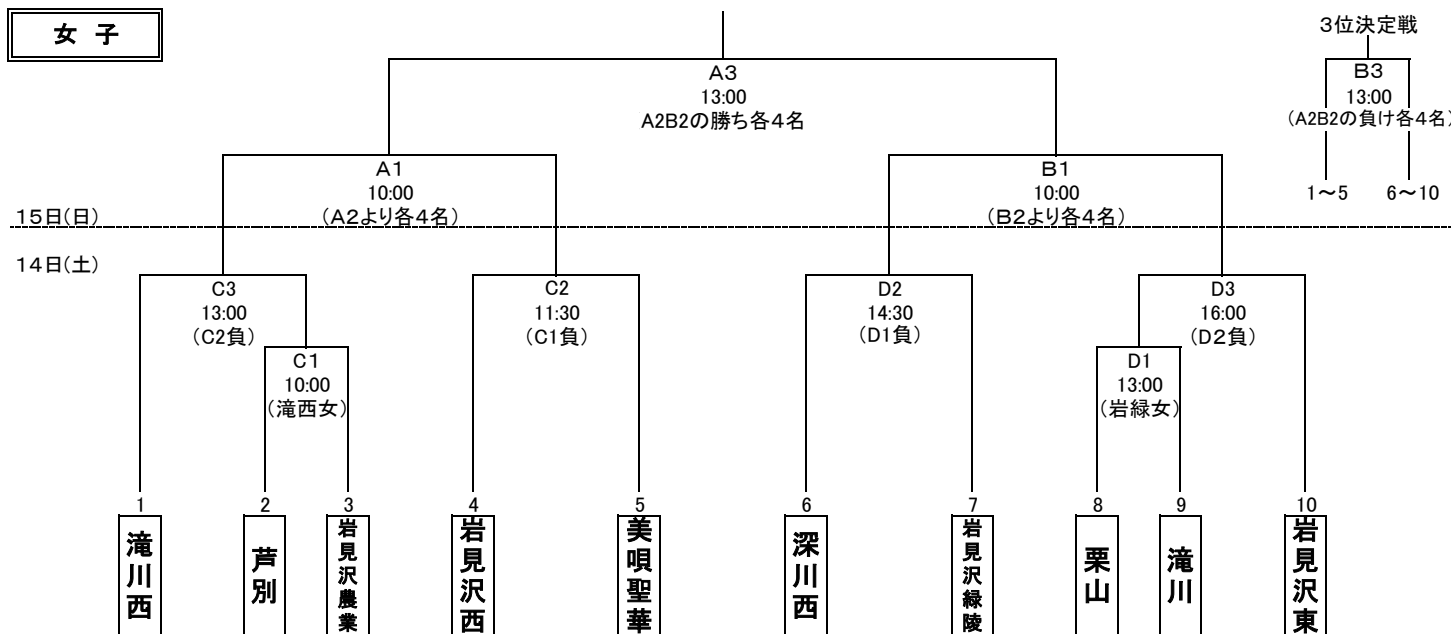 女 子
3位決定戦
A3
13:00
A2B2の勝ち各4名
B3
13:00
（A2B2の負け各4名）
A1
10:00
（A2より各4名）
B1
10:00
（B2より各4名）
1～5 6～10
15日(日)
14日(土)
C3
13:00
（C2負）
C2
11:30
（C1負）
D2
14:30
（D1負）
D3
16:00
（D2負）
C1
10:00
（滝西女）
D1
13:00
（岩緑女）
1 2 3 4 5 6 7 8 9 10
滝川西
芦別
岩見沢農業
岩見沢西
美唄聖華
深川西
岩見沢緑陵
栗山
滝川
岩見沢東